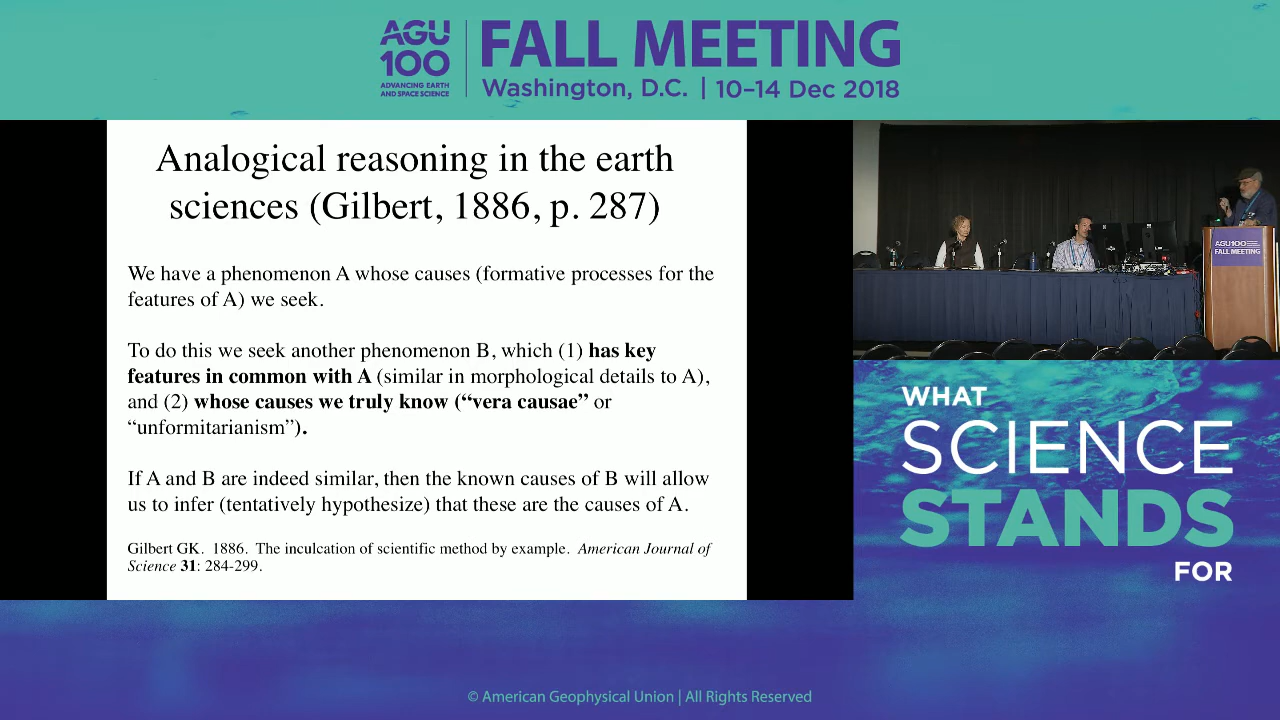 AGU
100
ADVANCING EARTH
AND SPACE SCIENCE
FALL MEETING
Washington, D.C. | 10–14 Dec 2018
Analogical reasoning in the earth
sciences (Gilbert, 1886, p. 287)
We have a phenomenon A whose causes (formative processes for the
features of A) we seek.
To do this we seek another phenomenon B, which (1) has key
features in common with A (similar in morphological details to A),
and (2) whose causes we truly know (“vera causae” or
“unformitarianism”).
If A and B are indeed similar, then the known causes of B will allow
us to infer (tentatively hypothesize) that these are the causes of A.
Gilbert GK. 1886. The inculcation of scientific method by example. American Journal of
Science 31: 284-299.
AGU100
FALL MEETING
WHAT
SCIENCE
STANDS
FOR
© American Geophysical Union | All Rights Reserved